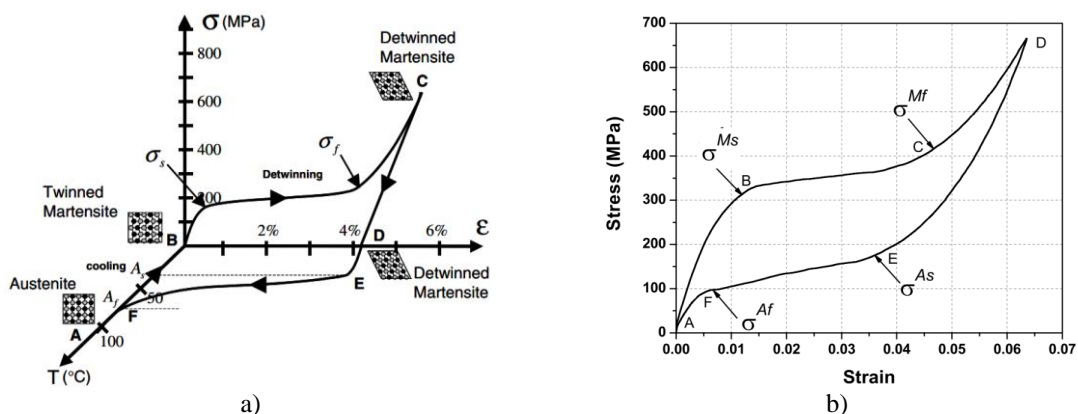 σ (MPa)
800
600
400
200
Detwinned
Martensite
C
σf
σs
Detwinning
Twinned
Martensite
B
2%
4%
D
6%
ε
cooling
As
Austenite
Af
50
E
Detwinned
Martensite
F
A
100
T (°C)
a)
700
600
500
400
300
200
100
0
Stress (MPa)
D
σMf
C
σMs
B
E
σAs
F
σAf
A
0.00 0.01 0.02 0.03 0.04 0.05 0.06 0.07
Strain
b)